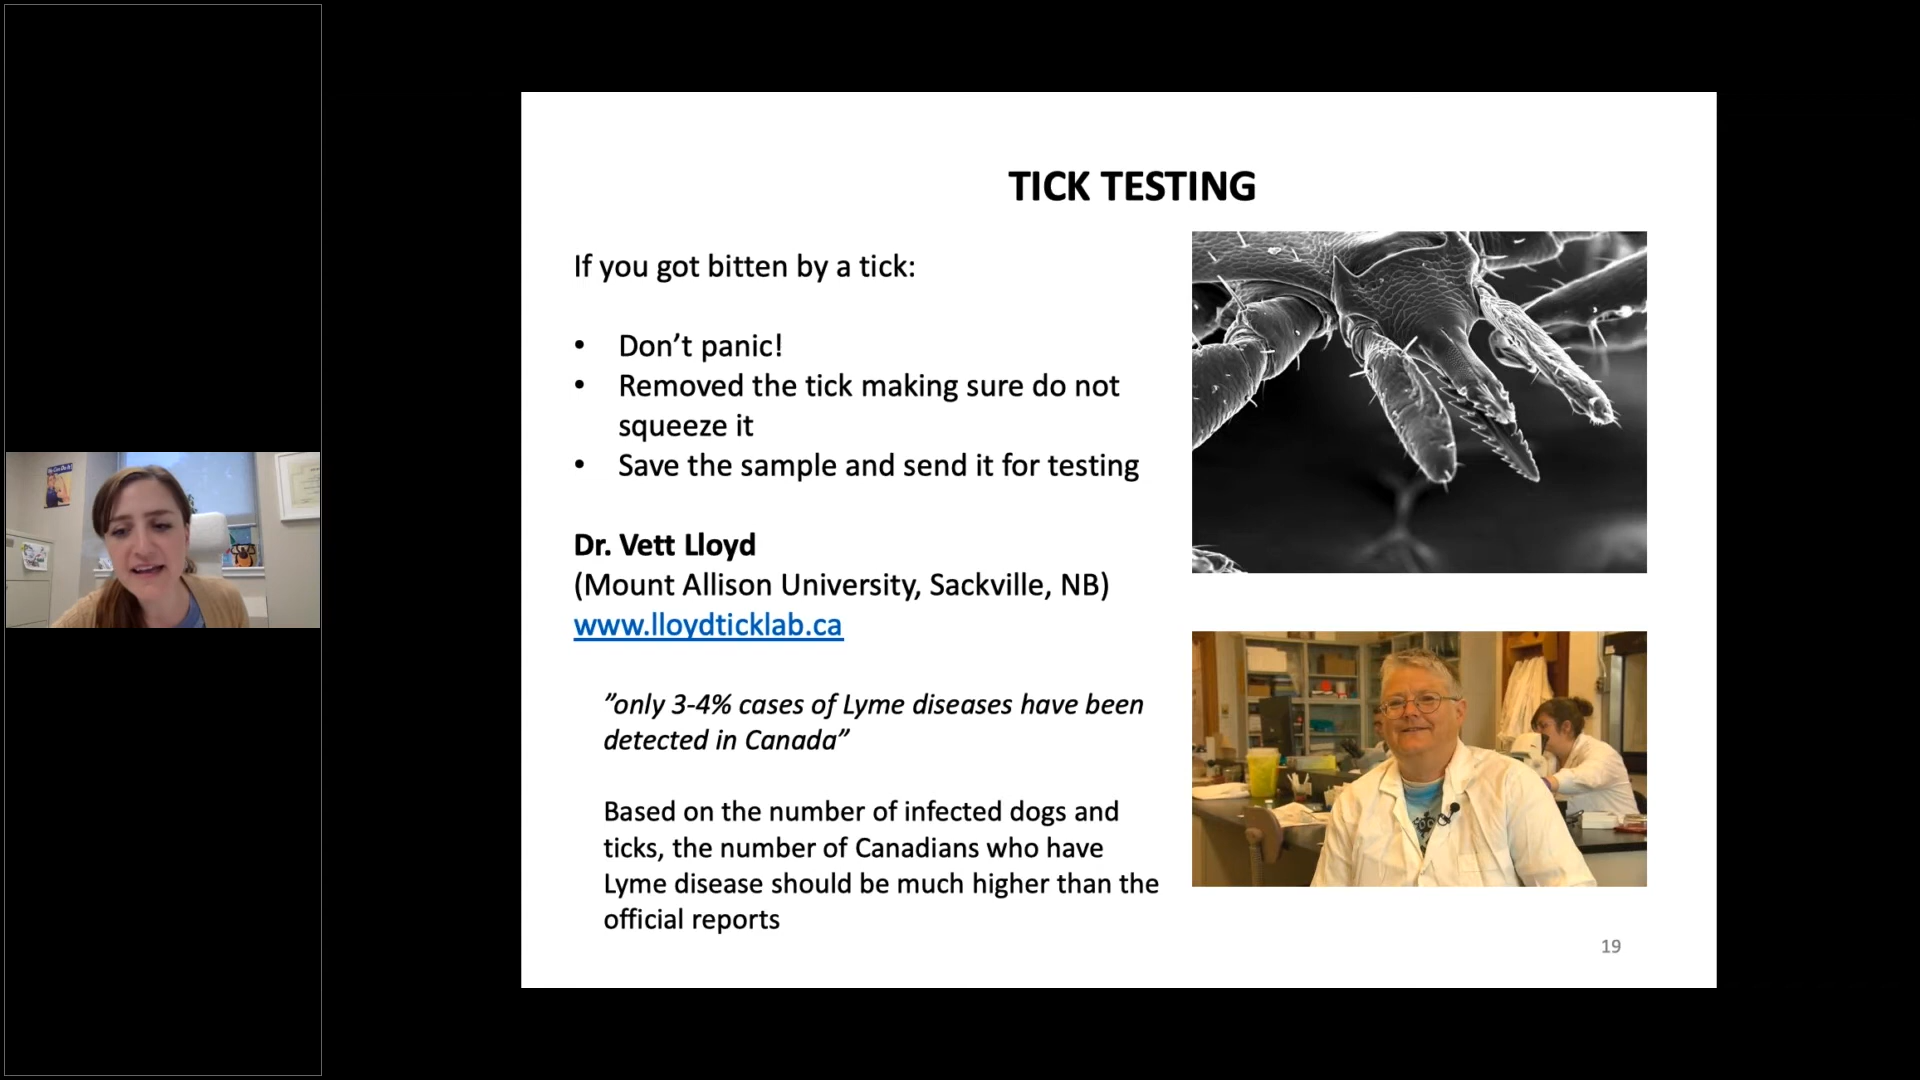 TICK TESTING
If you got bitten by a tick:
• Don’t panic!
• Removed the tick making sure do not
squeeze it
• Save the sample and send it for testing
Dr. Vett Lloyd
(Mount Allison University, Sackville, NB)
www.lloydticklab.ca
”only 3-4% cases of Lyme diseases have been
detected in Canada”
Based on the number of infected dogs and
ticks, the number of Canadians who have
Lyme disease should be much higher than the
official reports
19